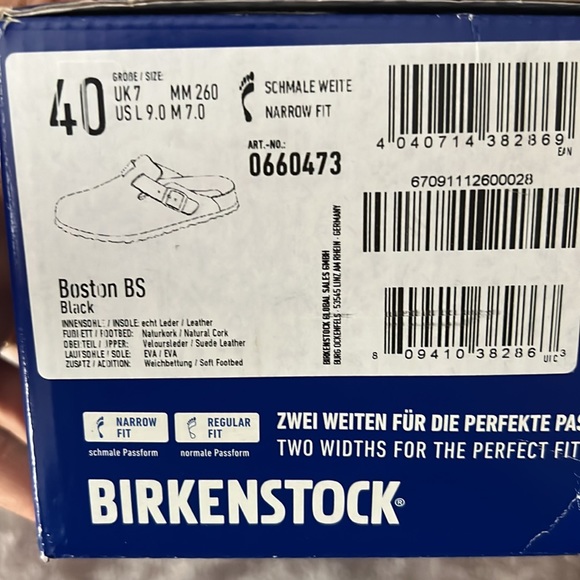 40
GRÖßE / SIZE:
UK 7 MM 260
US L 9.0 M 7.0
SCHMALE WEITE
NARROW FIT
ART.-NO.:
0660473
4 040714 382869
EAN
67091112600028
8 09410 38286 3
UIC
BIRKENSTOCK GLOBAL SALES GMBH
BURG OCKENFELS · 53545 LINZ AM RHEIN · GERMANY
Boston BS
Black
INNENSOHLE / INSOLE: echt Leder / Leather
FUßBETT / FOOTBED: Naturkork / Natural Cork
OBERTEIL / UPPER: Veloursleder / Suede Leather
LAUFSOHLE / SOLE: EVA / EVA
ZUSATZ / ADDITION: Weichbettung / Soft Footbed
NARROW FIT
schmale Passform
REGULAR FIT
normale Passform
ZWEI WEITEN FÜR DIE PERFEKTE PAS
TWO WIDTHS FOR THE PERFECT FIT
BIRKENSTOCK®